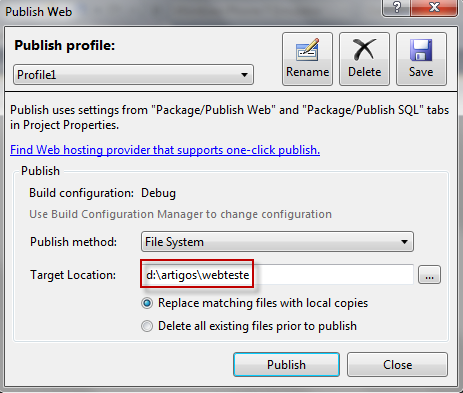 Publish Web
Publish profile:
Profile1
Rename
Delete
Save
Publish uses settings from "Package/Publish Web" and "Package/Publish SQL" tabs
in Project Properties.
Find Web hosting provider that supports one-click publish.
Publish
Build configuration: Debug
Use Build Configuration Manager to change configuration
Publish method: File System
Target Location: d:\artigos\webteste
...
Replace matching files with local copies
Delete all existing files prior to publish
Publish
Close